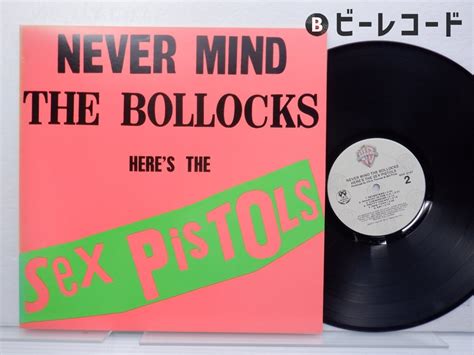 B ビーレコード
NEVER MIND
THE BOLLOCKS
HERE'S THE
Sex PiSTOLS
NEVER MIND THE BOLLOCKS
HERE'S THE SEX PISTOLS
2